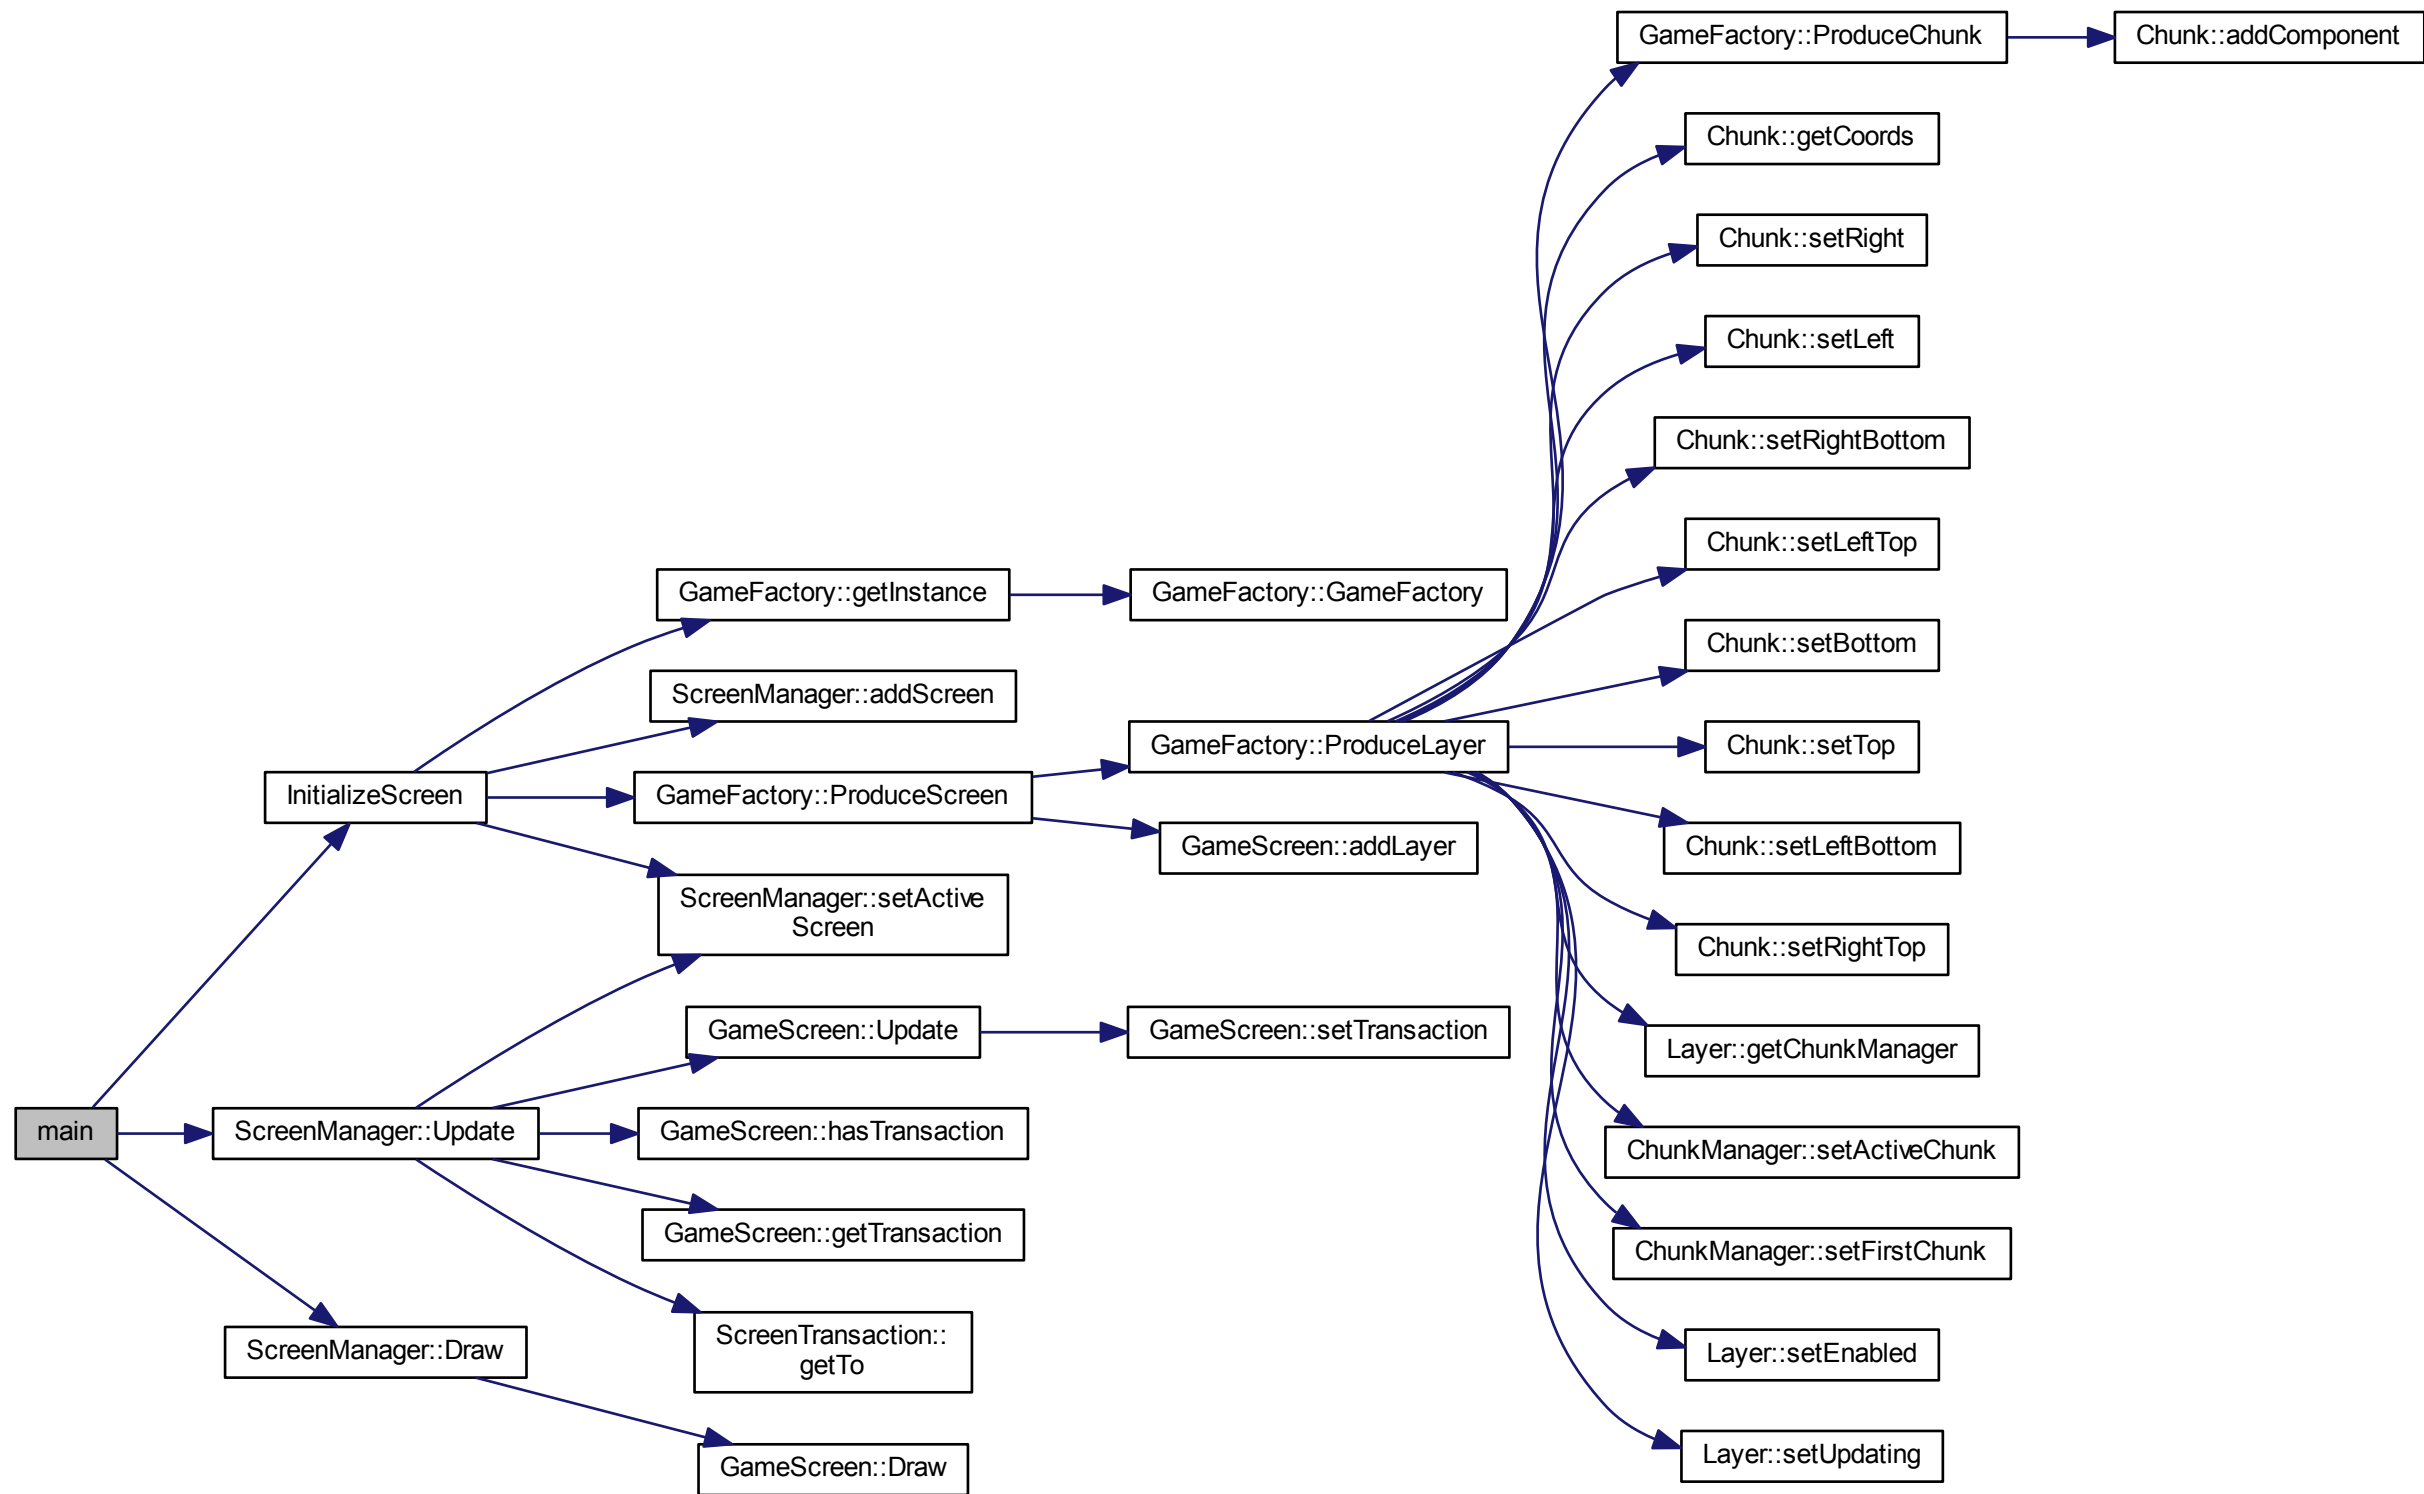 main
InitializeScreen
ScreenManager::Update
ScreenManager::Draw
GameFactory::getInstance
ScreenManager::addScreen
GameFactory::ProduceScreen
ScreenManager::setActive
Screen
GameScreen::Update
GameScreen::hasTransaction
GameScreen::getTransaction
ScreenTransaction::
getTo
GameScreen::Draw
GameFactory::GameFactory
GameFactory::ProduceLayer
GameScreen::addLayer
GameScreen::setTransaction
GameFactory::ProduceChunk
Chunk::getCoords
Chunk::setRight
Chunk::setLeft
Chunk::setRightBottom
Chunk::setLeftTop
Chunk::setBottom
Chunk::setTop
Chunk::setLeftBottom
Chunk::setRightTop
Layer::getChunkManager
ChunkManager::setActiveChunk
ChunkManager::setFirstChunk
Layer::setEnabled
Layer::setUpdating
Chunk::addComponent